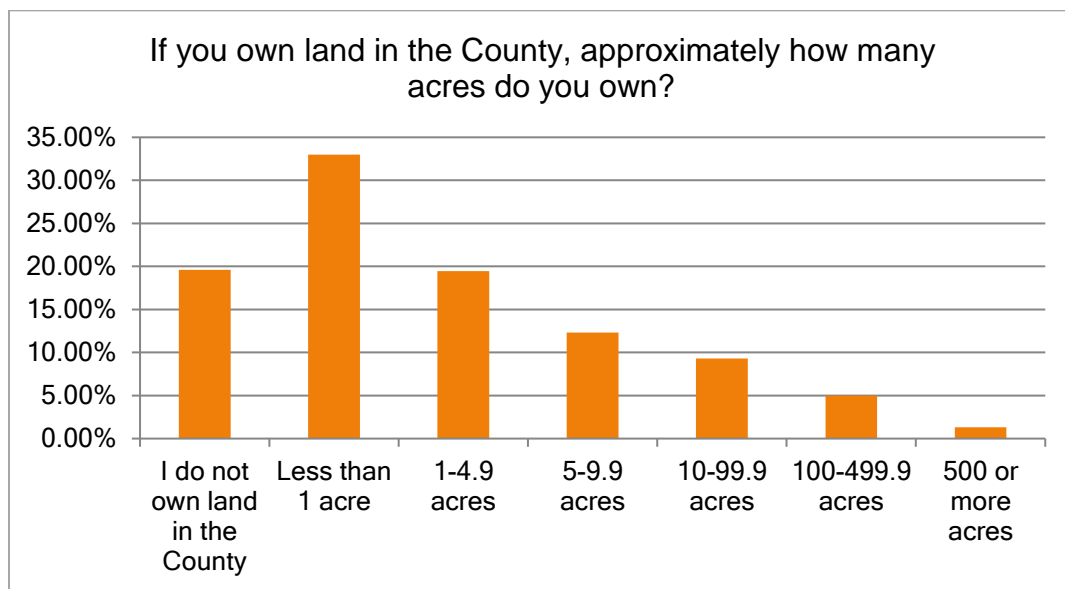 If you own land in the County, approximately how many
acres do you own?
35.00%
30.00%
25.00%
20.00%
15.00%
10.00%
5.00%
0.00%
I do not
own land
in the
County
Less than
1 acre
1-4.9
acres
5-9.9
acres
10-99.9
acres
100-499.9
acres
500 or
more
acres